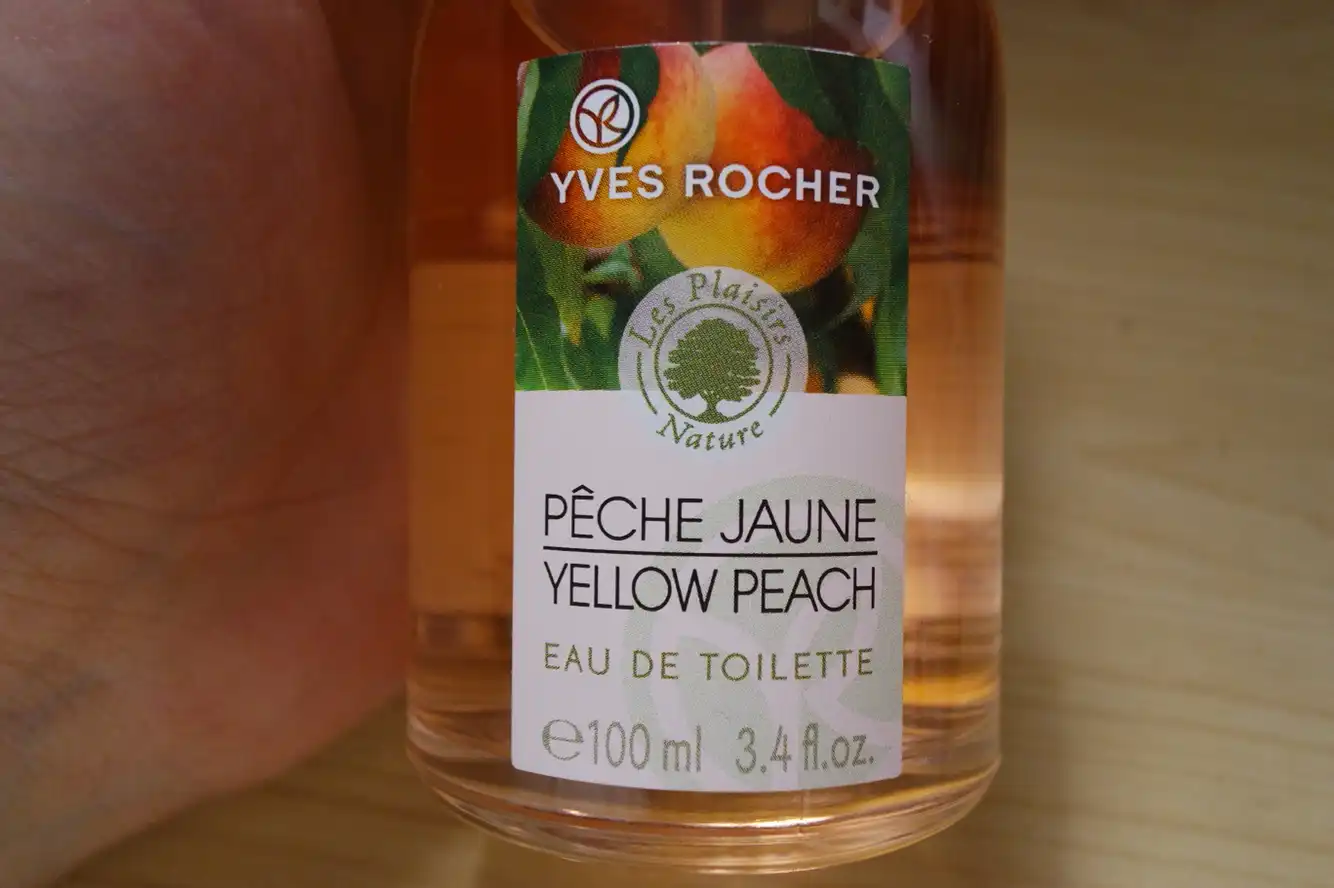 YVES ROCHER
Les Plaisirs
Nature
PÊCHE JAUNE
YELLOW PEACH
EAU DE TOILETTE
℮100 ml 3.4 fl.oz.